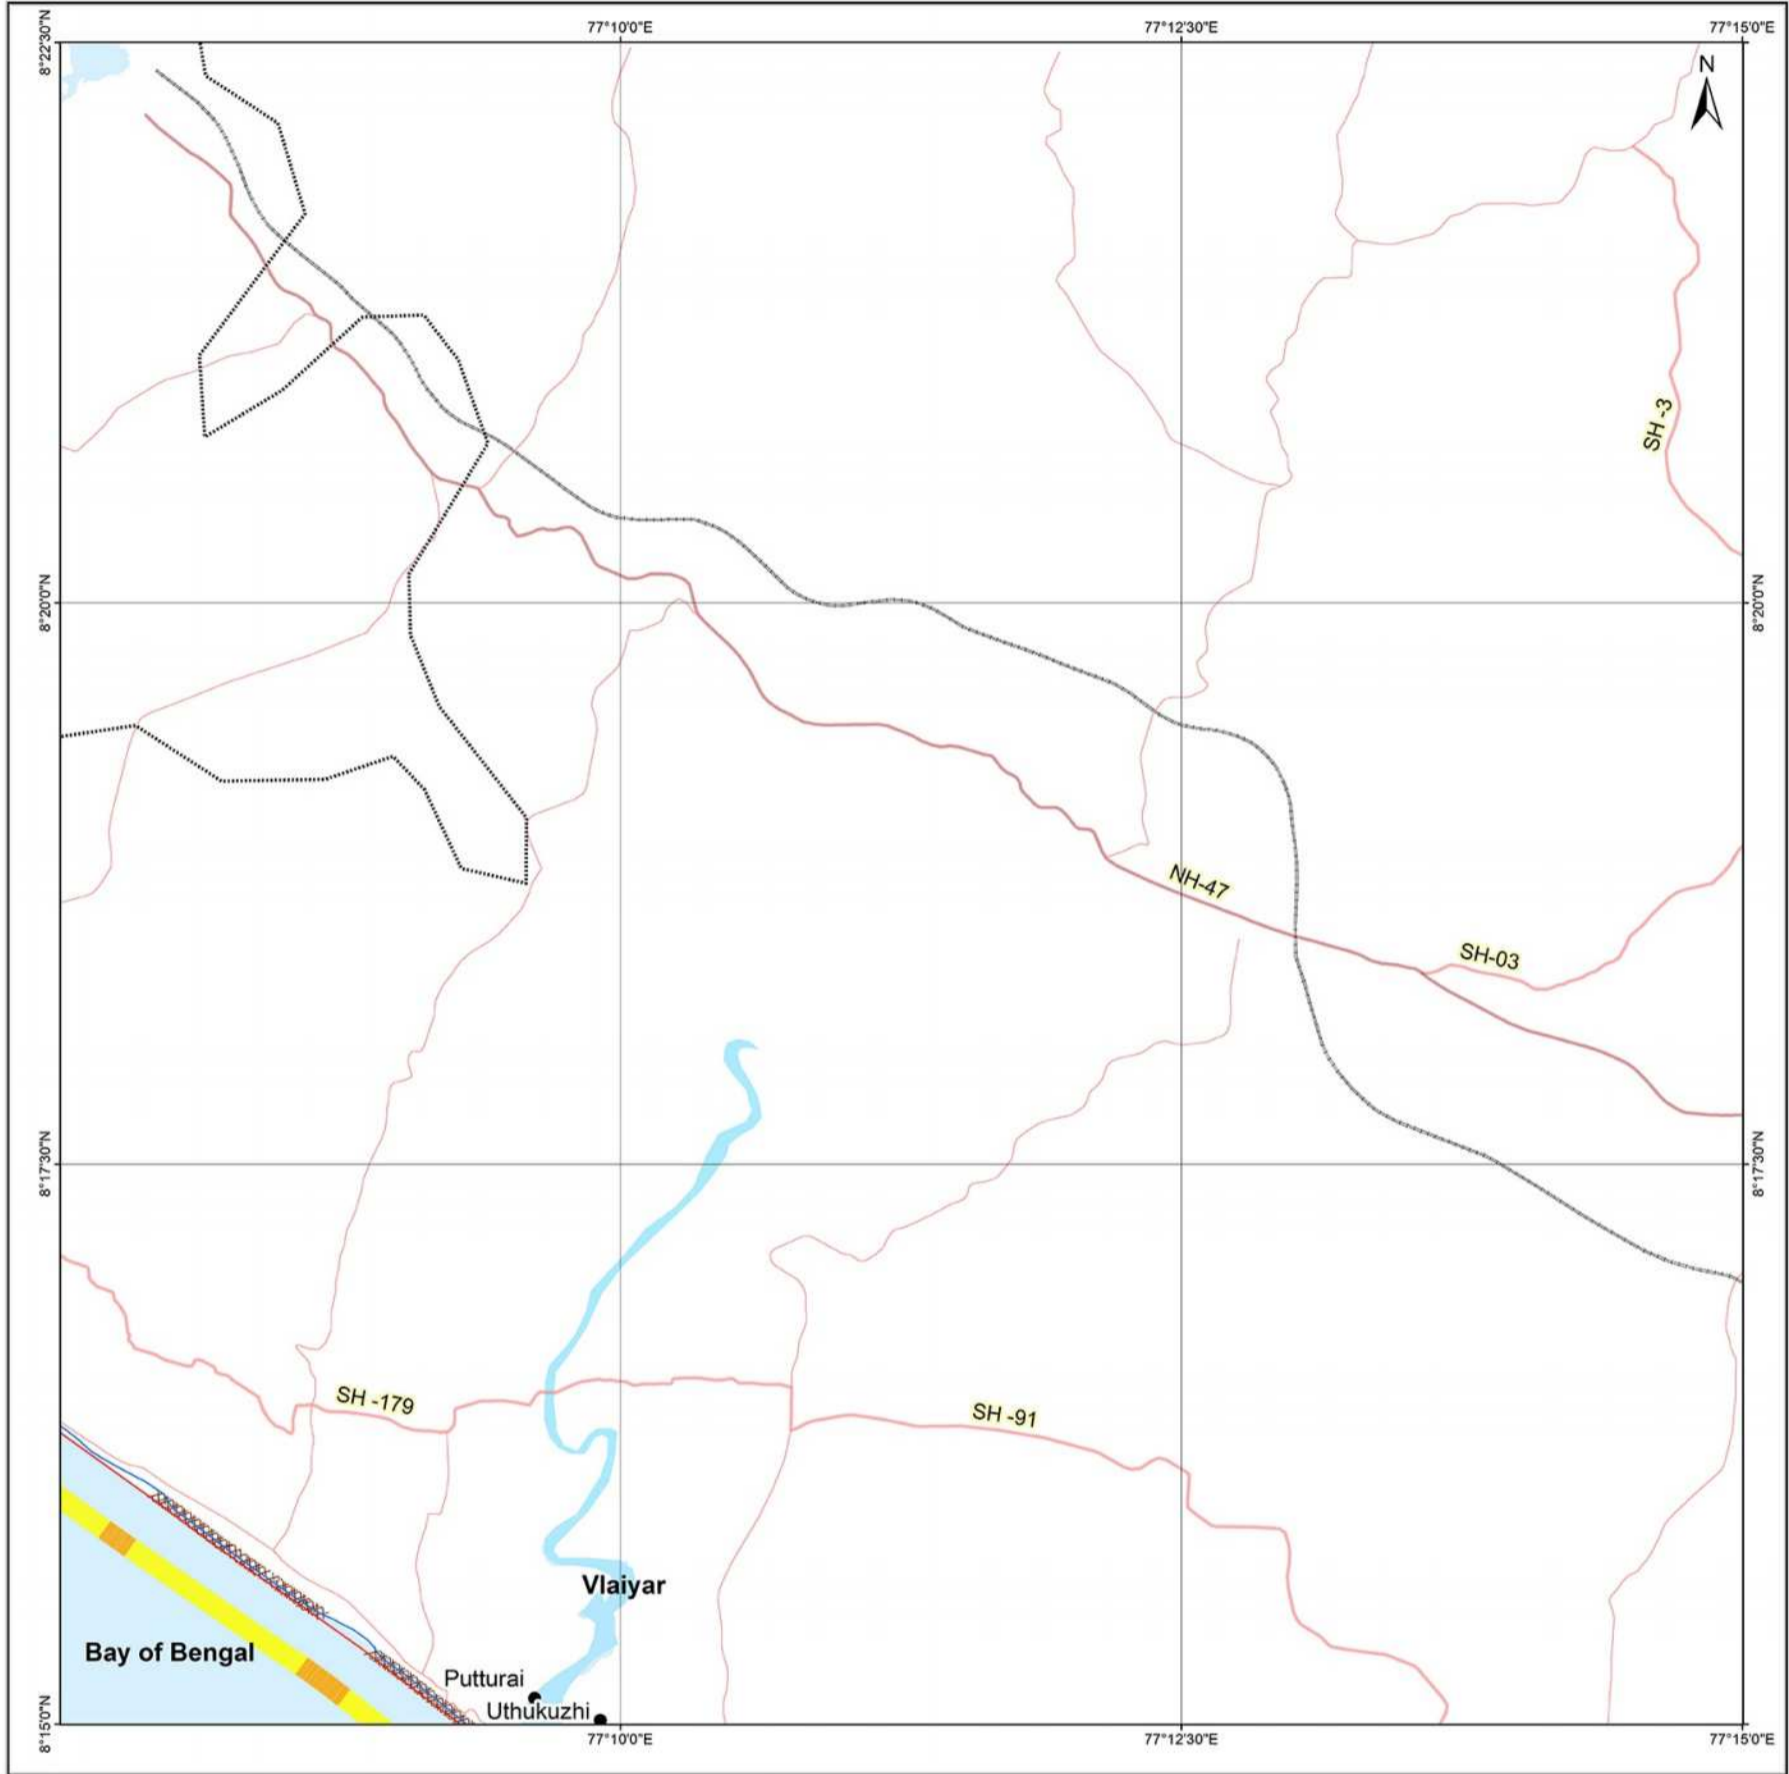 77°10'0"E
77°12'30"E
77°15'0"E
8°22'30"N
N
SH -3
8°20'0"N
8°20'0"N
NH-47
SH-03
8°17'30"N
8°17'30"N
SH -179
SH -91
Vlaiyar
Bay of Bengal
Putturai
Uthukuzhi
8°15'0"N
77°10'0"E
77°12'30"E
77°15'0"E